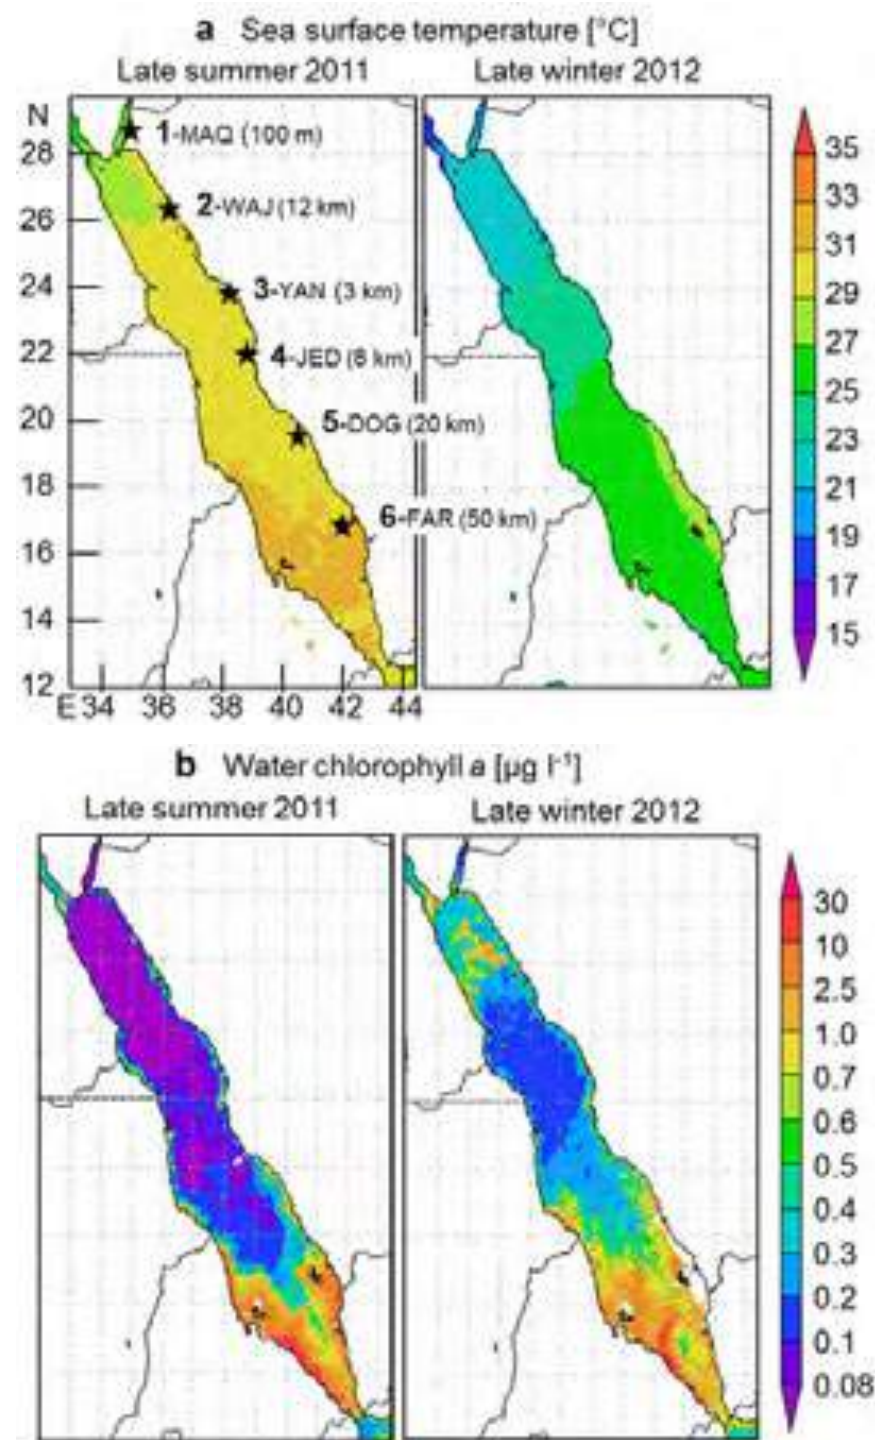 a Sea surface temperature [°C]
Late summer 2011 Late winter 2012
N
28
26
24
22
20
18
16
14
12
E 34 36 38 40 42 44
1-MAQ (100 m)
2-WAJ (12 km)
3-YAN (3 km)
4-JED (8 km)
5-DOG (20 km)
6-FAR (50 km)
35
33
31
29
27
25
23
21
19
17
15
b Water chlorophyll a [µg l⁻¹]
Late summer 2011 Late winter 2012
30
10
2.5
1.0
0.7
0.6
0.5
0.4
0.3
0.2
0.1
0.08